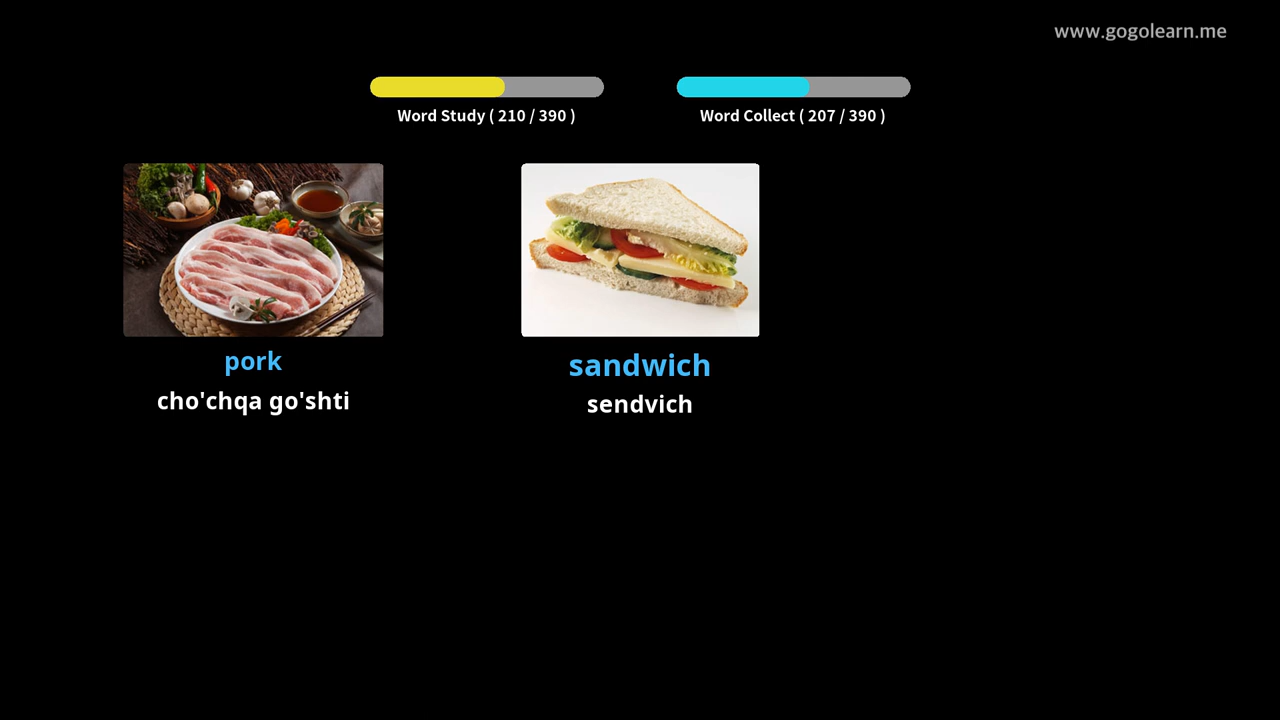 www.gogolearn.me
Word Study ( 210 / 390 )
Word Collect ( 207 / 390 )
pork
cho'chqa go'shti
sandwich
sendvich